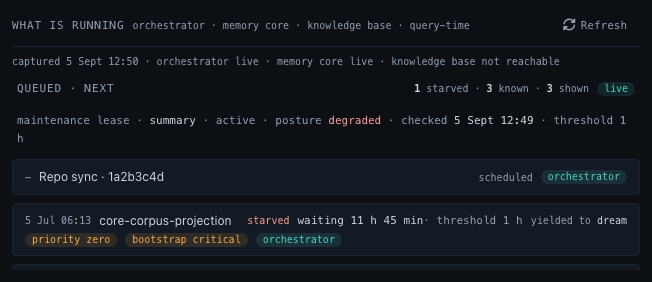 WHAT IS RUNNING orchestrator · memory core · knowledge base · query-time Refresh
captured 5 Sept 12:50 · orchestrator live · memory core live · knowledge base not reachable
QUEUED · NEXT 1 starved · 3 known · 3 shown live
maintenance lease · summary · active · posture degraded · checked 5 Sept 12:49 · threshold 1
h
— Repo sync · 1a2b3c4d scheduled orchestrator
5 Jul 06:13 core-corpus-projection starved waiting 11 h 45 min· threshold 1 h yielded to dream
priority zero bootstrap critical orchestrator